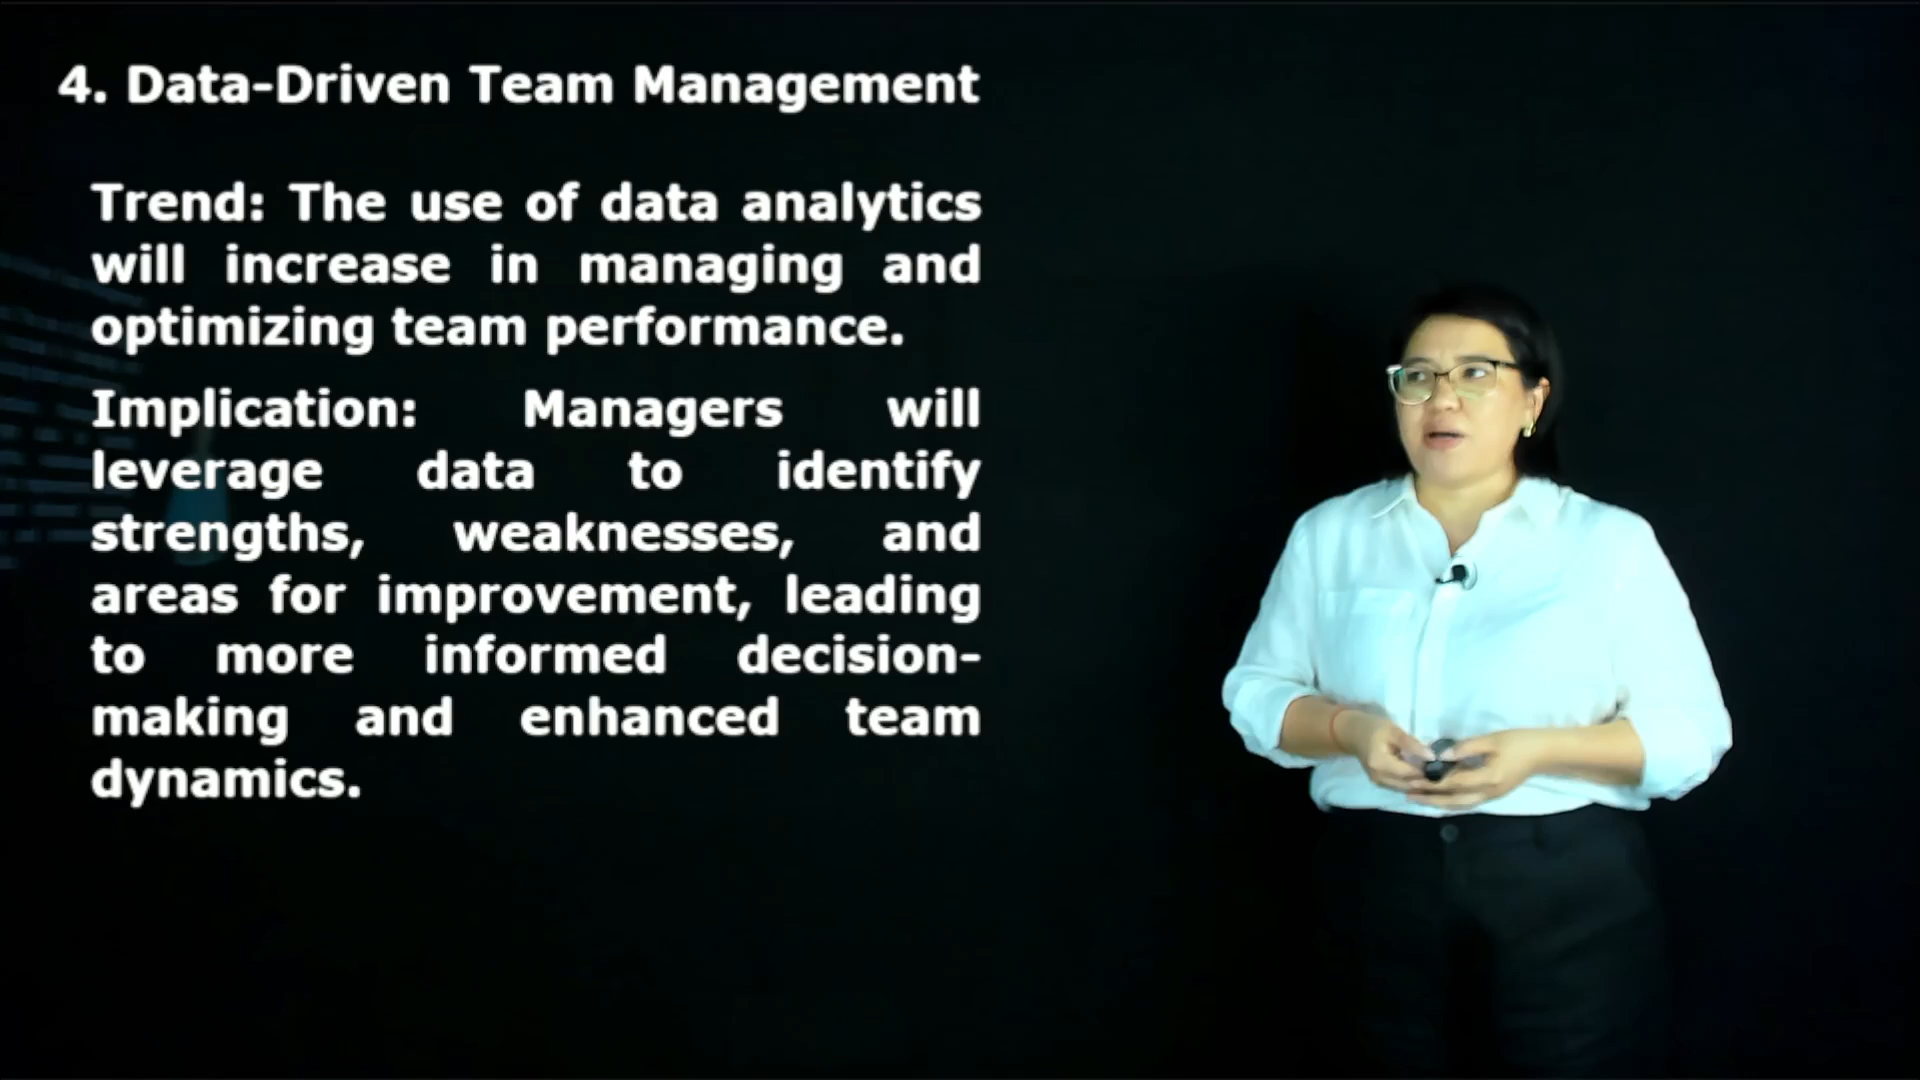 4. Data-Driven Team Management
Trend: The use of data analytics
will increase in managing and
optimizing team performance.
Implication: Managers will
leverage data to identify
strengths, weaknesses, and
areas for improvement, leading
to more informed decision-
making and enhanced team
dynamics.